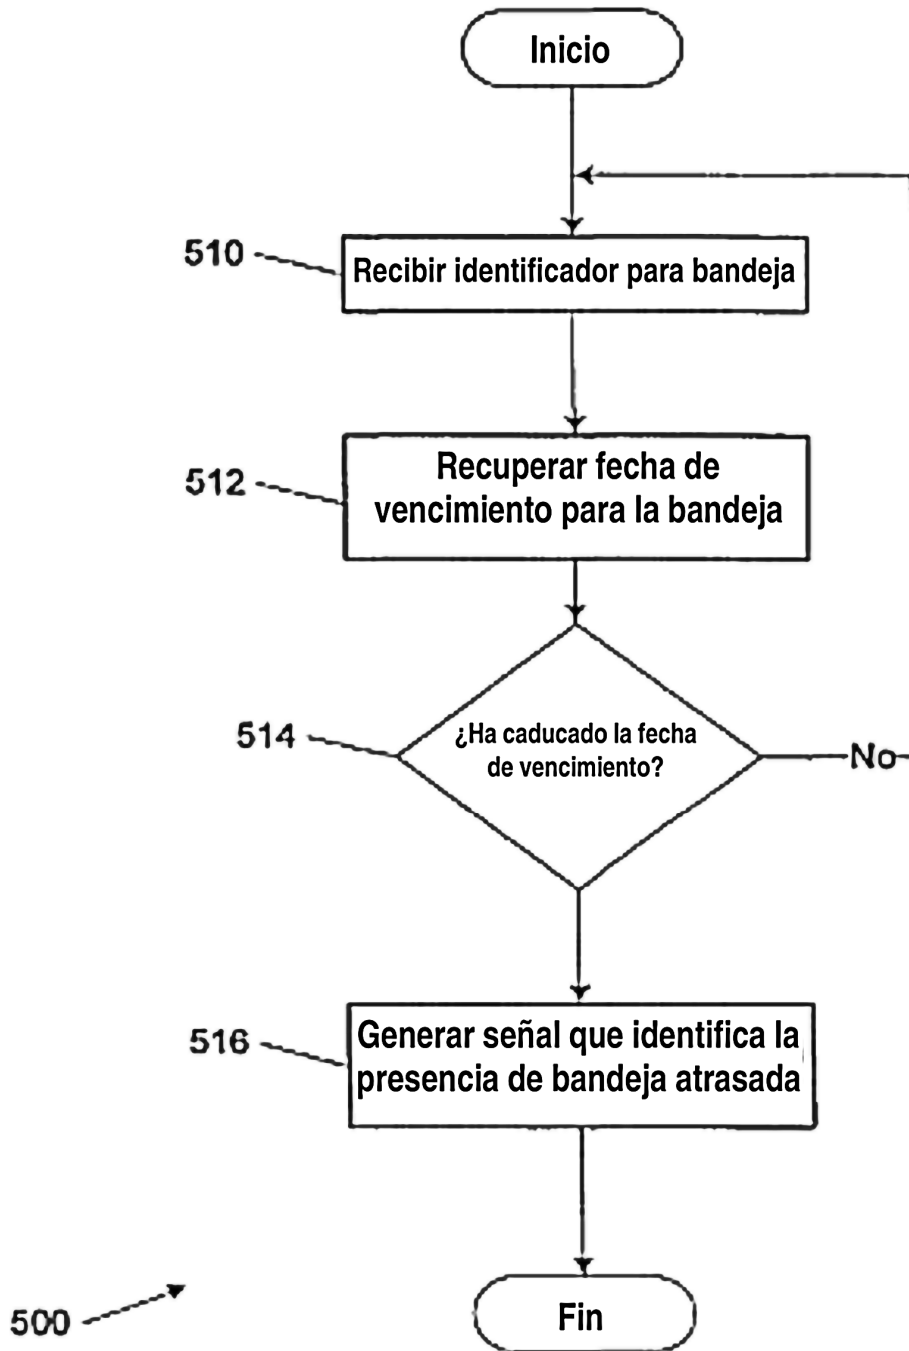 Inicio
510
Recibir identificador para bandeja
512
Recuperar fecha de
vencimiento para la bandeja
514
¿Ha caducado la fecha
de vencimiento?
No
516
Generar señal que identifica la
presencia de bandeja atrasada
500
Fin